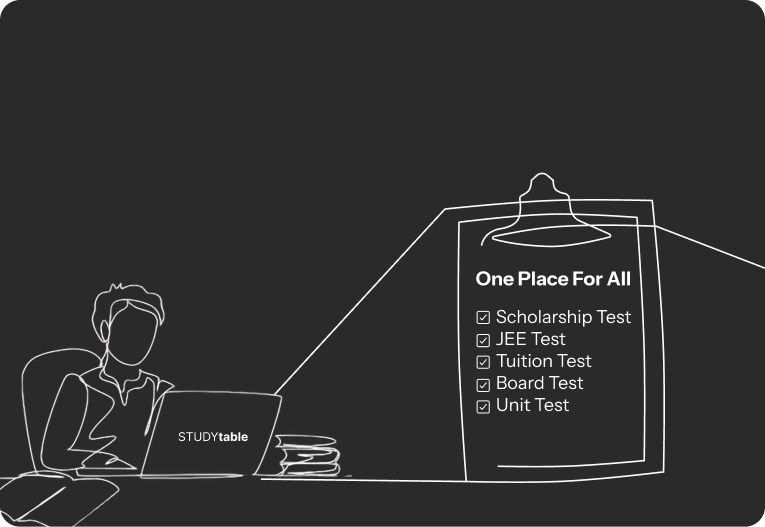 One Place For All
Scholarship Test
JEE Test
Tuition Test
Board Test
Unit Test
STUDYtable